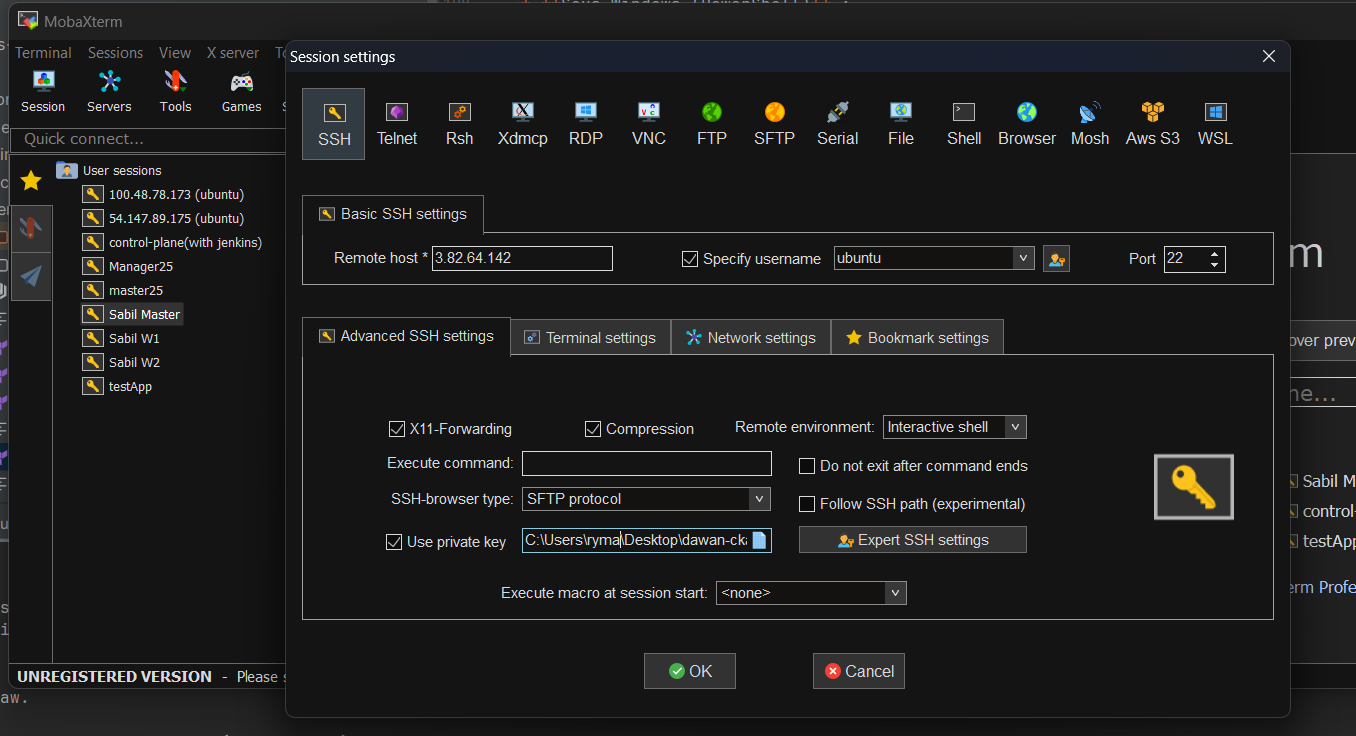 MobaXterm
Terminal Sessions View X server
Session Servers Tools Games
Quick connect...
User sessions
100.48.78.173 (ubuntu)
54.147.89.175 (ubuntu)
control-plane(with jenkins)
Manager25
master25
Sabil Master
Sabil W1
Sabil W2
testApp
UNREGISTERED VERSION - Please
Session settings
SSH Telnet Rsh Xdmcp RDP VNC FTP SFTP Serial File Shell Browser Mosh Aws S3 WSL
Basic SSH settings
Remote host * 3.82.64.142 Specify username ubuntu Port 22
Advanced SSH settings Terminal settings Network settings Bookmark settings
X11-Forwarding Compression Remote environment: Interactive shell
Execute command: Do not exit after command ends
SSH-browser type: SFTP protocol Follow SSH path (experimental)
Use private key C:\Users\ryma\Desktop\dawan-cka Expert SSH settings
Execute macro at session start: <none>
OK Cancel
over prev
me...
Sabil M
control-
testApp
erm Profe
aw.